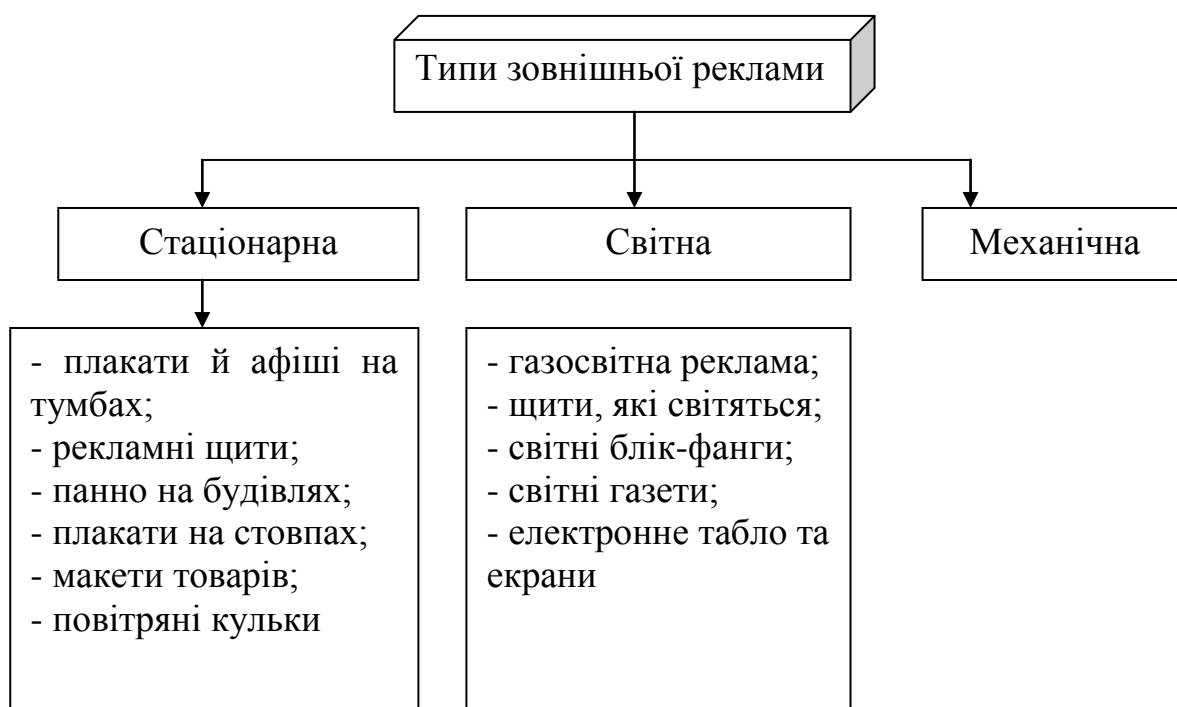 Типи зовнішньої реклами
Стаціонарна
Світна
Механічна
- плакати й афіші на
тумбах;
- рекламні щити;
- панно на будівлях;
- плакати на стовпах;
- макети товарів;
- повітряні кульки
- газосвітна реклама;
- щити, які світяться;
- світні блік-фанги;
- світні газети;
- електронне табло та
екрани